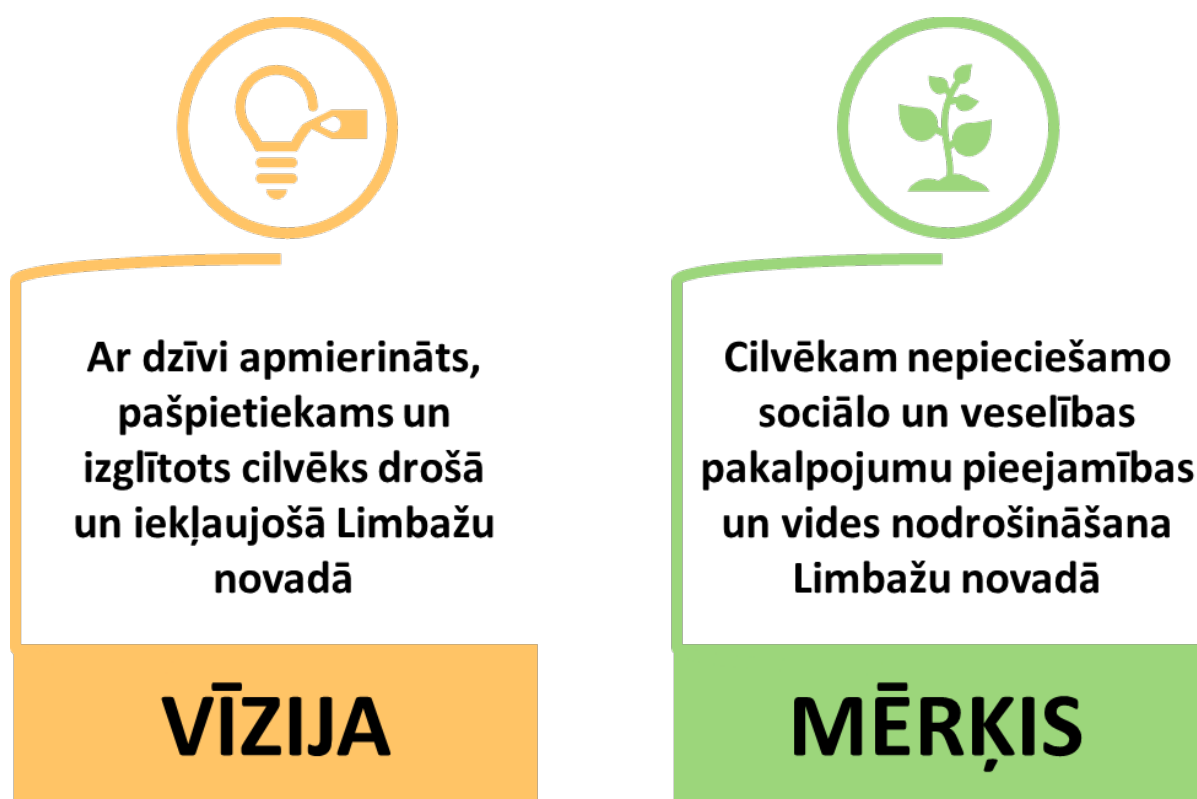 Ar dzīvi apmierināts,
pašpietiekams un
izglītots cilvēks drošā
un iekļaujošā Limbažu
novadā
VĪZIJA
Cilvēkam nepieciešamo
sociālo un veselības
pakalpojumu pieejamības
un vides nodrošināšana
Limbažu novadā
MĒRĶIS